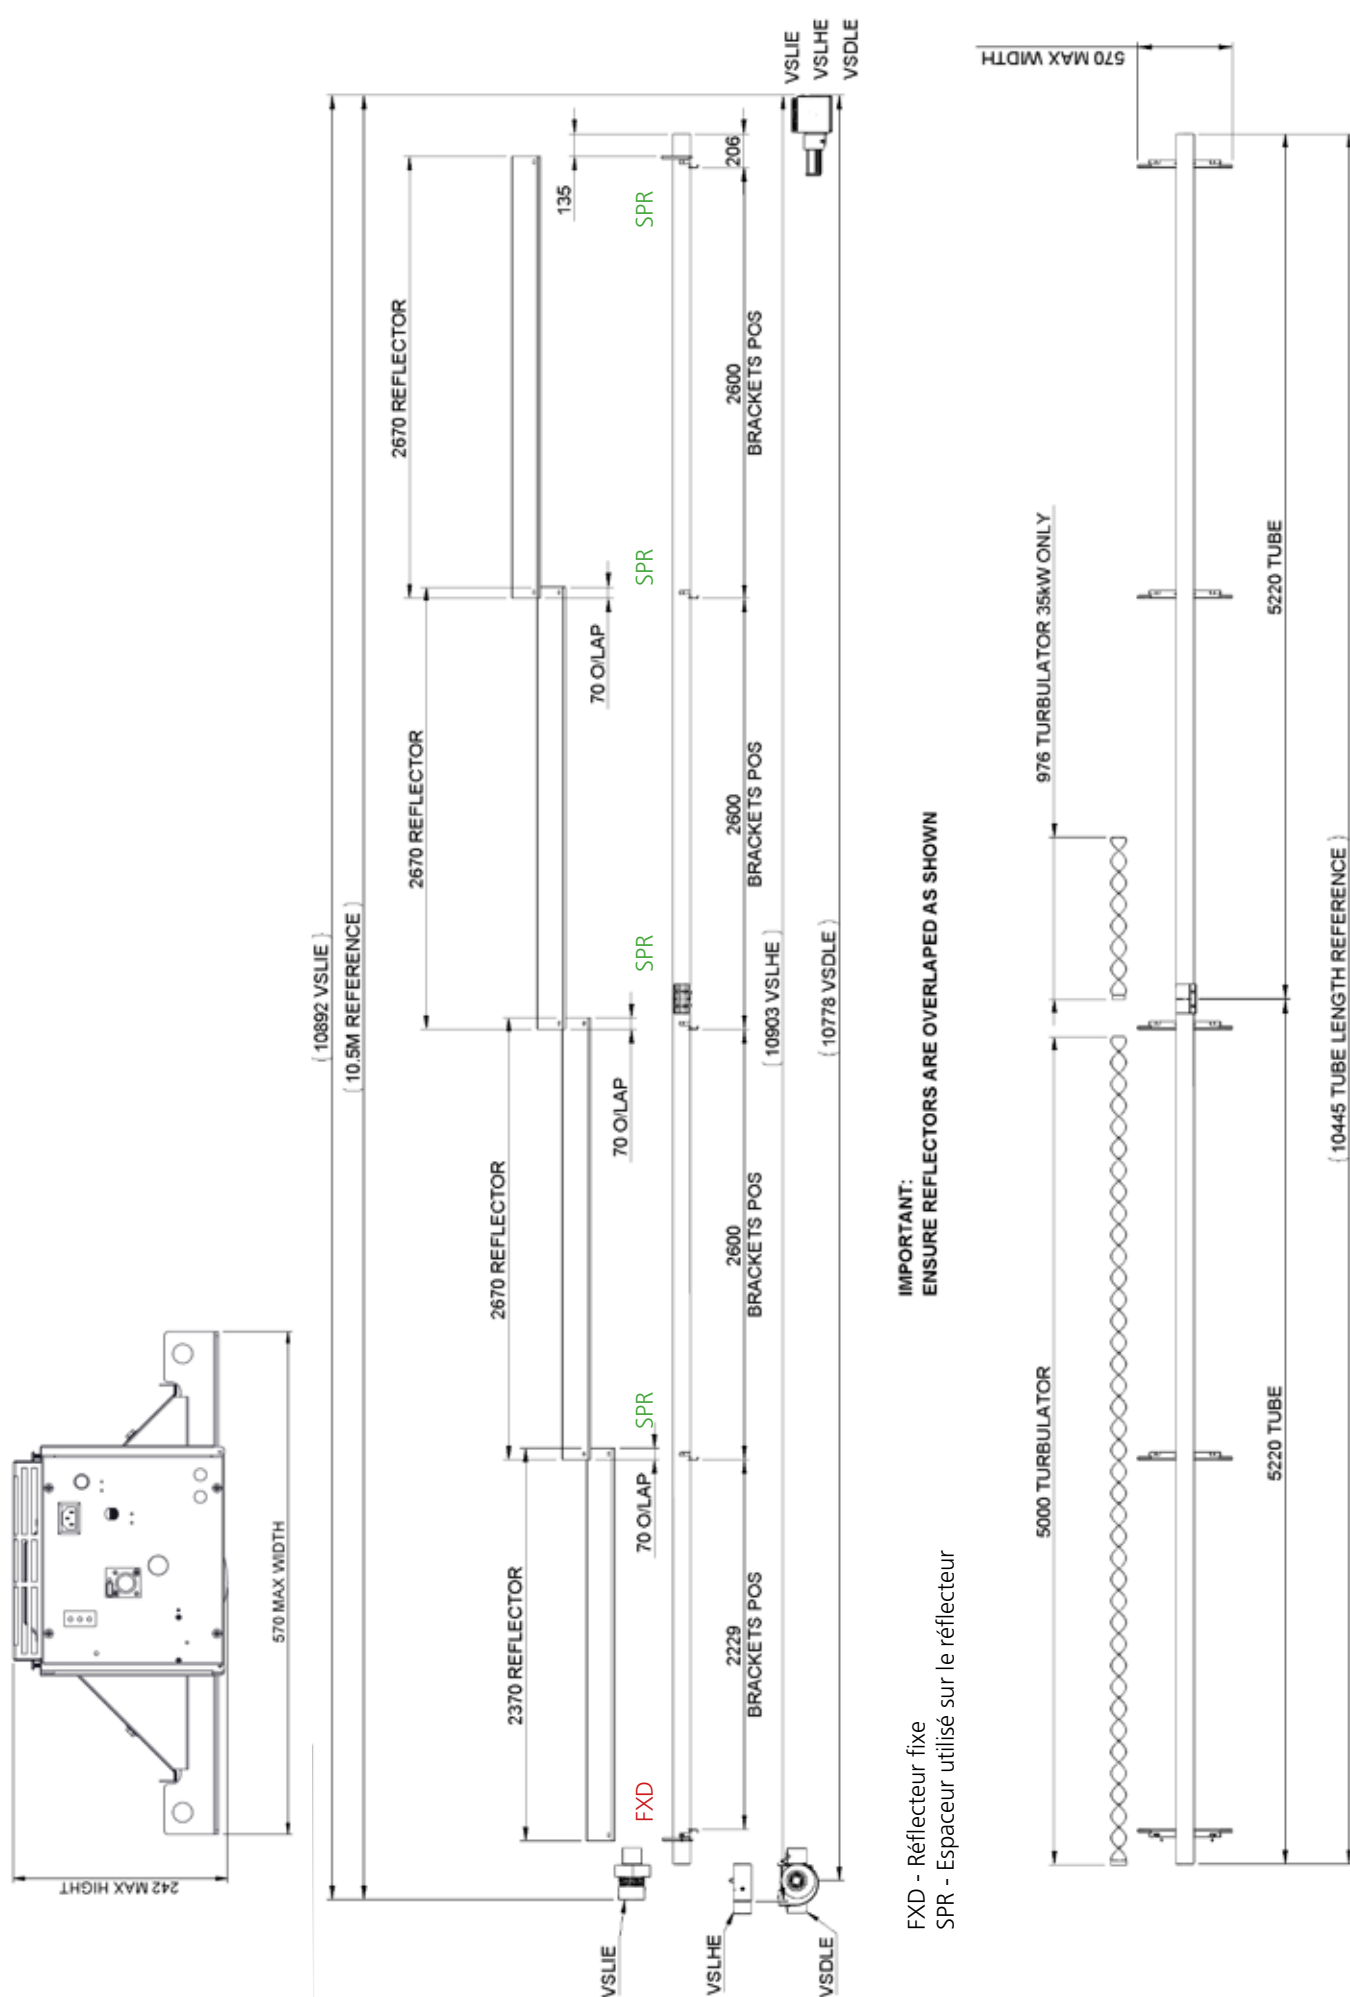 242 MAX HIGHT
570 MAX WIDTH
( 10892 VSLIE )
( 10.5M REFERENCE )
2370 REFLECTOR
2670 REFLECTOR
2670 REFLECTOR
2670 REFLECTOR
70 O/LAP
70 O/LAP
70 O/LAP
135
FXD
SPR
SPR
SPR
SPR
2229
BRACKETS POS
2600
BRACKETS POS
2600
BRACKETS POS
2600
BRACKETS POS
206
( 10903 VSLHE )
( 10778 VSDLE )
VSLIE
VSLHE
VSDLE
VSLIE
VSLHE
VSDLE
FXD - Réflecteur fixe
SPR - Espaceur utilisé sur le réflecteur
IMPORTANT:
ENSURE REFLECTORS ARE OVERLAPED AS SHOWN
570 MAX WIDTH
5000 TURBULATOR
976 TURBULATOR 35kW ONLY
5220 TUBE
5220 TUBE
( 10445 TUBE LENGTH REFERENCE )